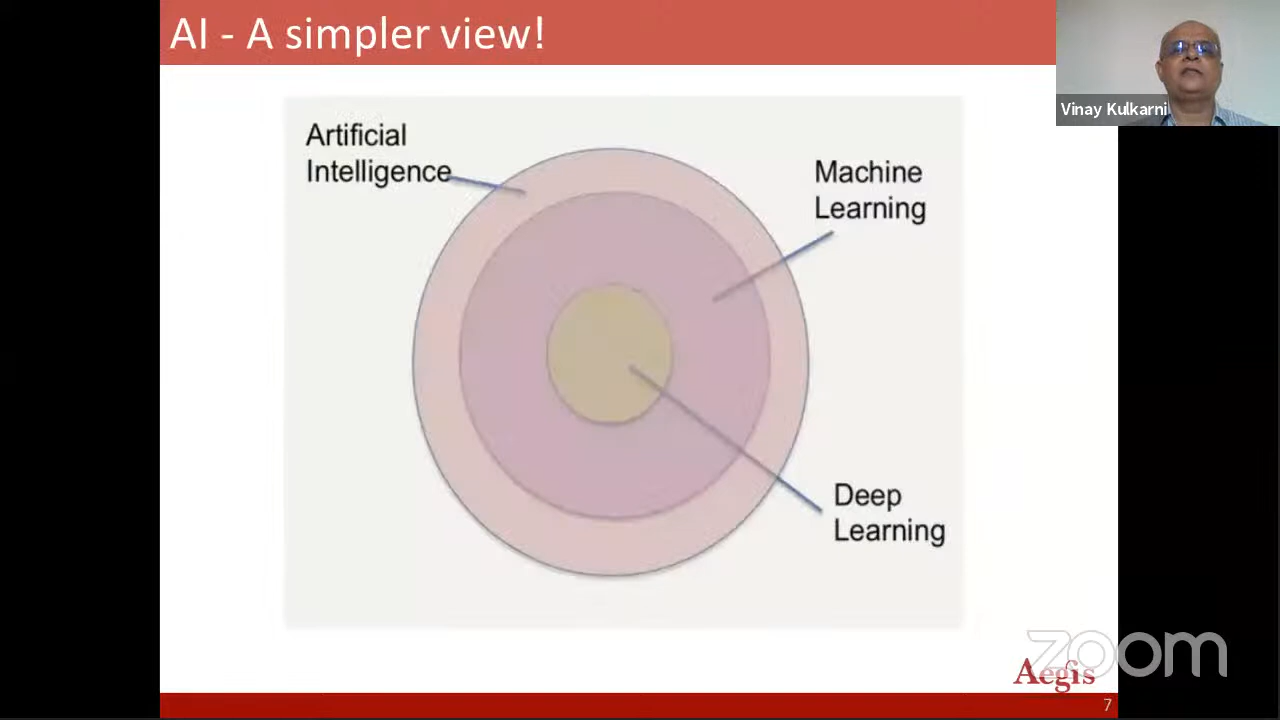 AI - A simpler view!
Vinay Kulkarni
Artificial
Intelligence
Machine
Learning
Deep
Learning
zoom
Aegis
7